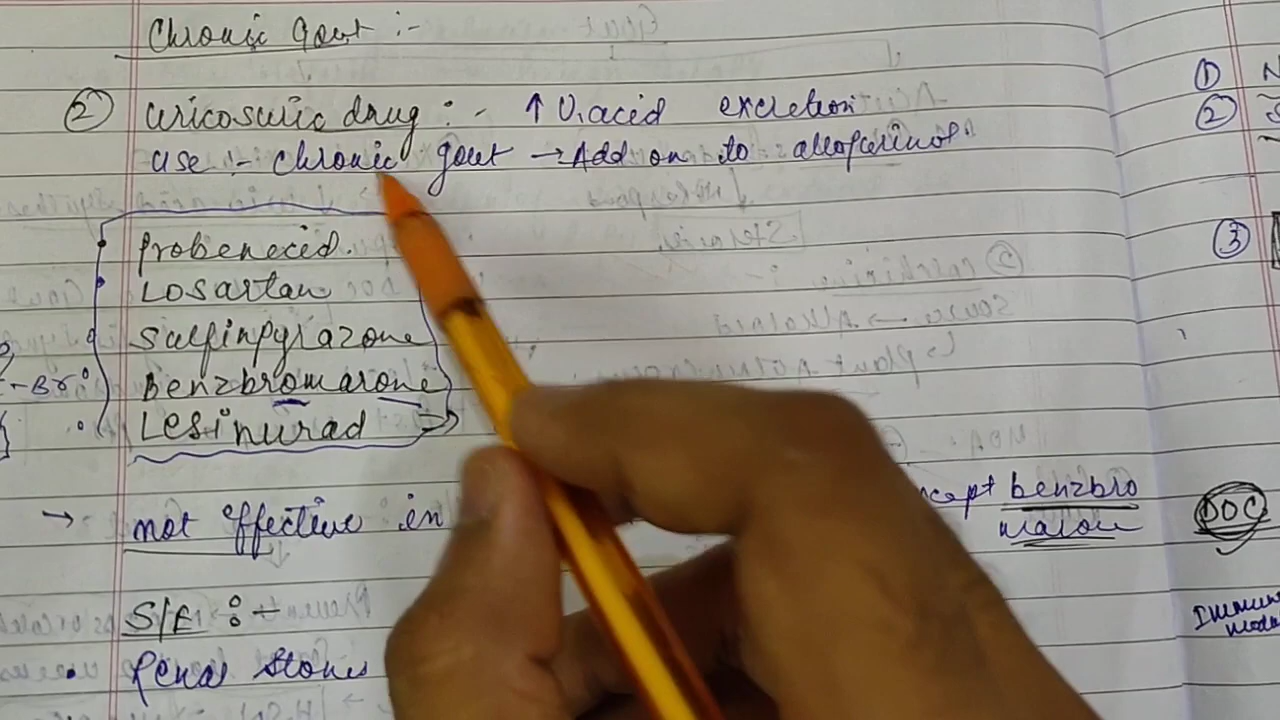 Chronic Gout :-
② Uricosuric drug :- ↑ U.acid excretion
Use :- Chronic gout → Add on to allopurinol
Probenecid.
Losartan
Sulfinpyrazone
Benzbromarone
Lesinurad
→ not effective in
benzbro
marone
S/E :-
Renal Stones
-Br
①
②
③
DOC